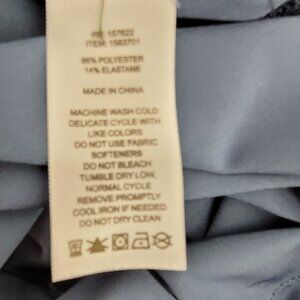 RN: 157822
ITEM: 1583701
86% POLYESTER
14% ELASTANE
MADE IN CHINA
MACHINE WASH COLD
DELICATE CYCLE WITH
LIKE COLORS
DO NOT USE FABRIC
SOFTENERS
DO NOT BLEACH
TUMBLE DRY LOW,
NORMAL CYCLE
REMOVE PROMPTLY
COOL IRON IF NEEDED
DO NOT DRY CLEAN